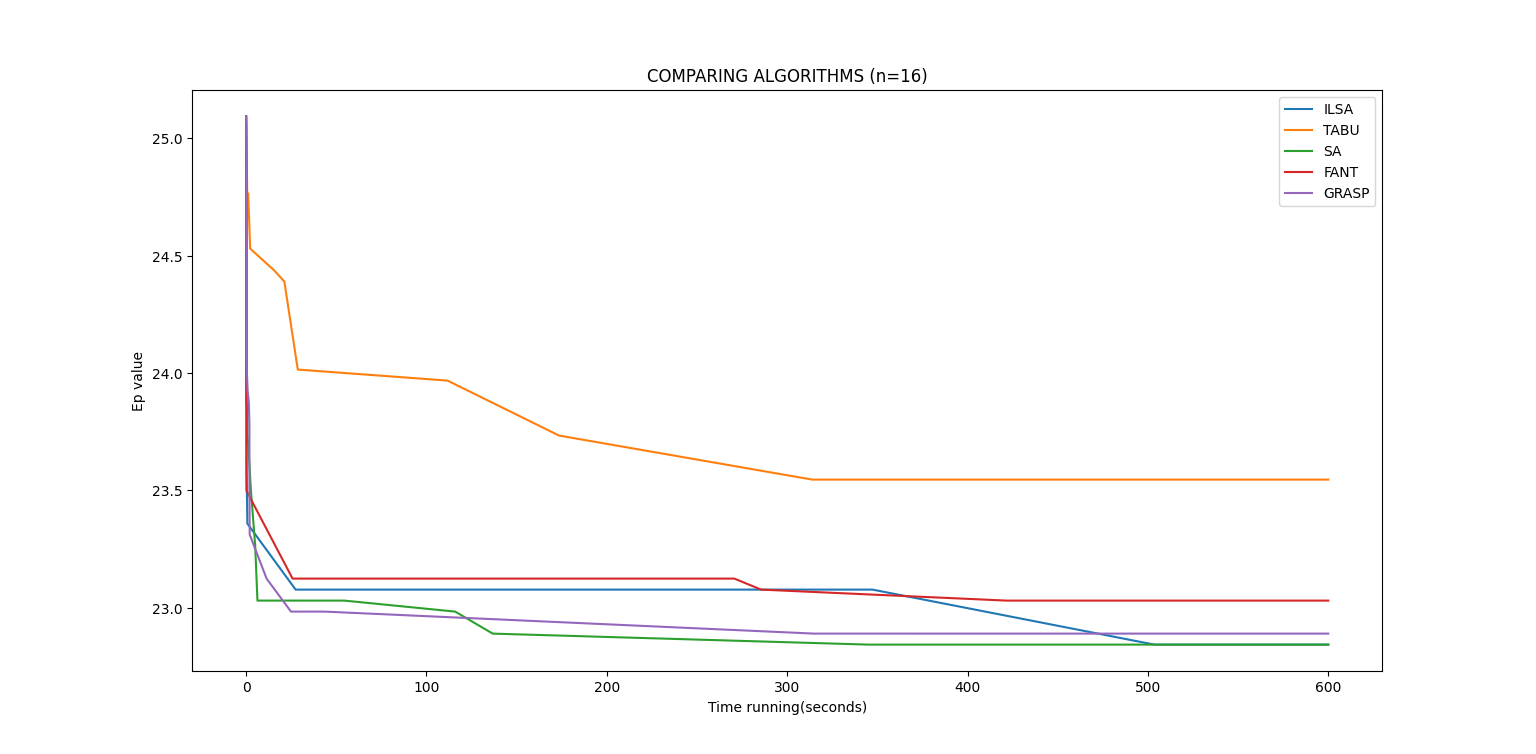 COMPARING ALGORITHMS (n=16)
ILSA
TABU
SA
FANT
GRASP
Ep value
25.0
24.5
24.0
23.5
23.0
0 100 200 300 400 500 600
Time running(seconds)